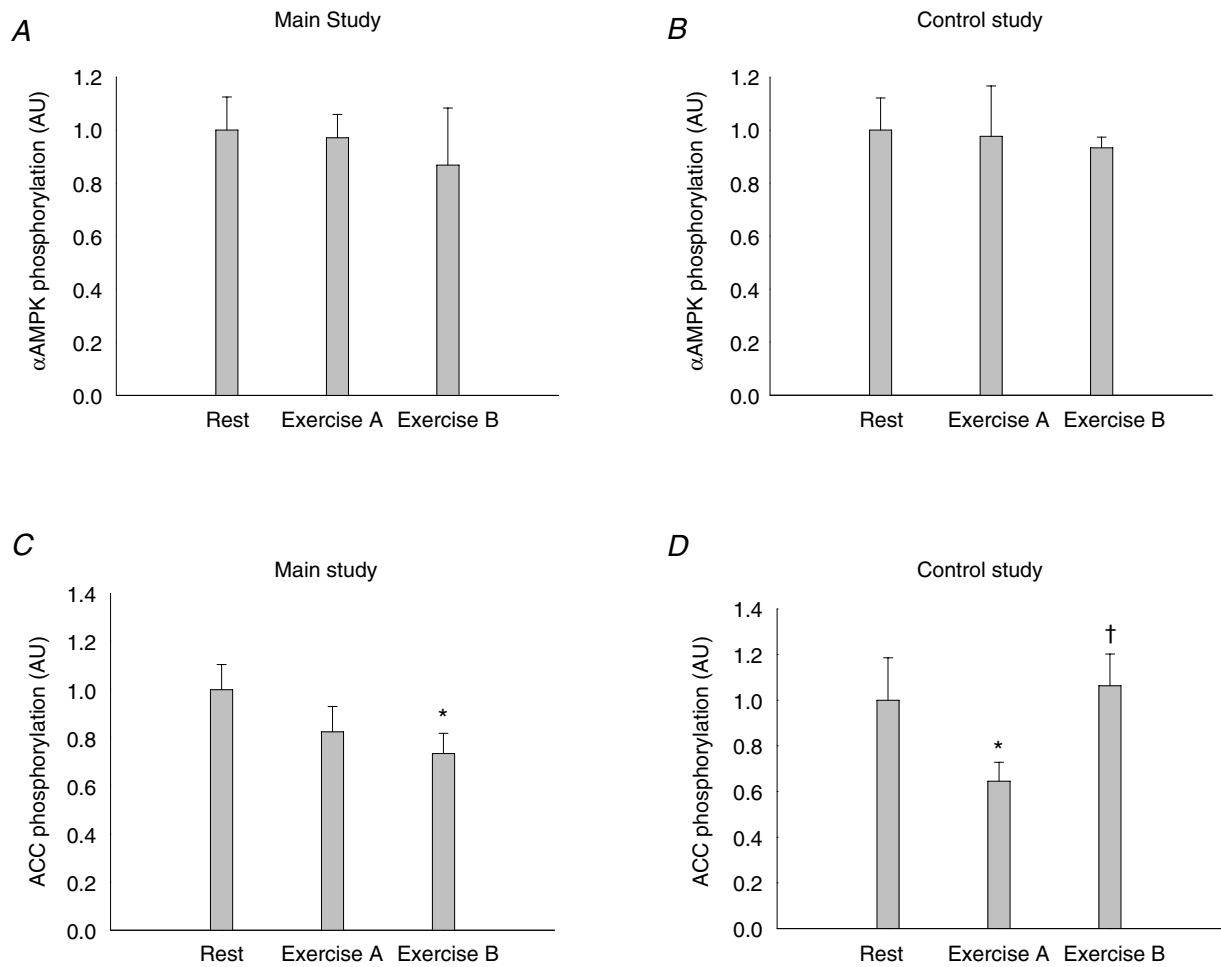 A
Main Study
αAMPK phosphorylation (AU)
1.2
1.0
0.8
0.6
0.4
0.2
0.0
Rest Exercise A Exercise B
B
Control study
αAMPK phosphorylation (AU)
1.2
1.0
0.8
0.6
0.4
0.2
0.0
Rest Exercise A Exercise B
C
Main study
ACC phosphorylation (AU)
1.4
1.2
1.0
0.8
0.6
0.4
0.2
0.0
*
Rest Exercise A Exercise B
D
Control study
ACC phosphorylation (AU)
1.4
1.2
1.0
0.8
0.6
0.4
0.2
0.0
*
†
Rest Exercise A Exercise B